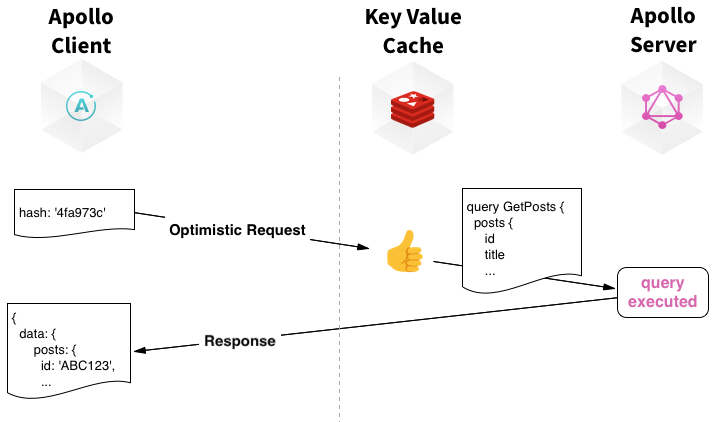 Apollo
Client
Key Value
Cache
Apollo
Server
A
hash: '4fa973c'
Optimistic Request
query GetPosts {
posts {
id
title
...
query
executed
Response
{
data: {
posts: {
id: 'ABC123',
...